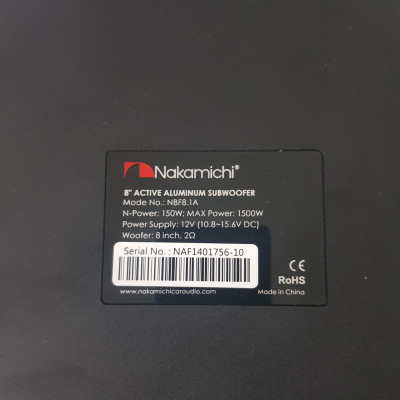 Nakamichi®
8" ACTIVE ALUMINUM SUBWOOFER
Mode No.: NBF8.1A
N-Power: 150W; MAX Power: 1500W
Power Supply: 12V (10.8~15.6V DC)
Woofer: 8 inch, 2Ω
Serial No. : NAF1401756-10
CE
RoHS
www.nakamichicaraudio.com
Made in China